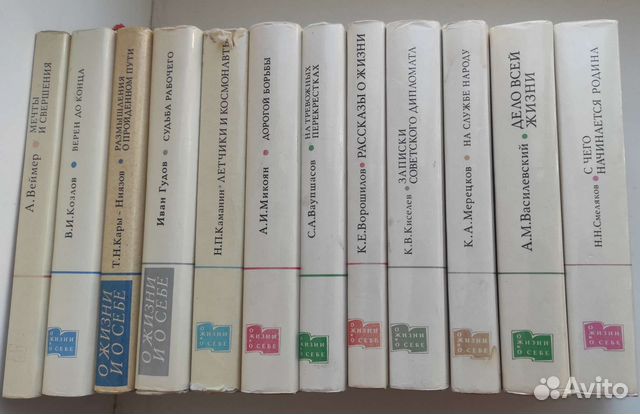 А. Веймер • МЕЧТЫ
И СВЕРШЕНИЯ
В.И. Козлов • ВЕРЕН ДО КОНЦА
О ЖИЗНИ
И О СЕБЕ
Т.Н. Кары-Ниязов • РАЗМЫШЛЕНИЯ
О ПРОЙДЕННОМ ПУТИ
О ЖИЗНИ
И О СЕБЕ
Иван Гудов • СУДЬБА РАБОЧЕГО
О ЖИЗНИ
И О СЕБЕ
Н.П. Каманин • ЛЕТЧИКИ И КОСМОНАВТЫ
О ЖИЗНИ
И О СЕБЕ
А.И. Микоян • ДОРОГОЙ БОРЬБЫ
О ЖИЗНИ
И О СЕБЕ
С.А. Ваупшасов • НА ТРЕВОЖНЫХ
ПЕРЕКРЕСТКАХ
О ЖИЗНИ
И О СЕБЕ
К.Е. Ворошилов • РАССКАЗЫ О ЖИЗНИ
О ЖИЗНИ
И О СЕБЕ
К.В. Киселев • ЗАПИСКИ
СОВЕТСКОГО ДИПЛОМАТА
О ЖИЗНИ
И О СЕБЕ
К.А. Мерецков • НА СЛУЖБЕ НАРОДУ
О ЖИЗНИ
И О СЕБЕ
А.М. Василевский • ДЕЛО ВСЕЙ
ЖИЗНИ
О ЖИЗНИ
И О СЕБЕ
Н.Н. Смеляков • С ЧЕГО
НАЧИНАЕТСЯ РОДИНА
О ЖИЗНИ
И О СЕБЕ
Avito